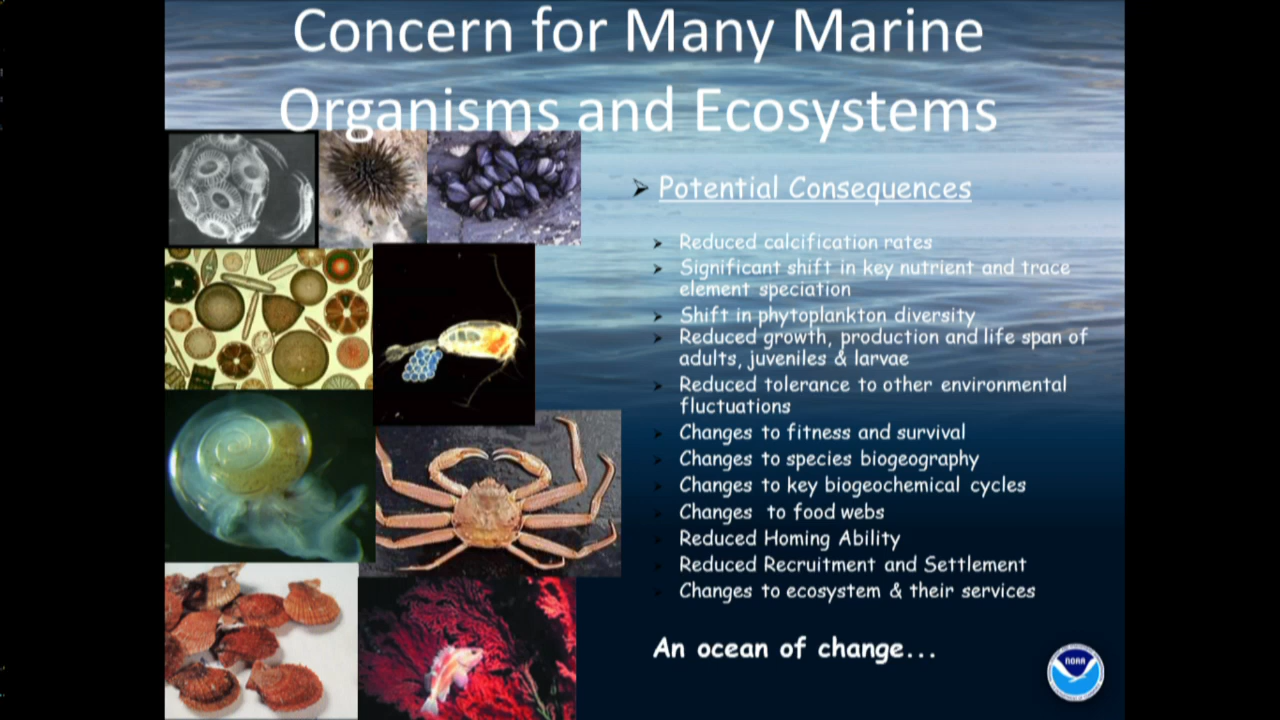 Concern for Many Marine
Organisms and Ecosystems
Potential Consequences
Reduced calcification rates
Significant shift in key nutrient and trace
element speciation
Shift in phytoplankton diversity
Reduced growth, production and life span of
adults, juveniles & larvae
Reduced tolerance to other environmental
fluctuations
Changes to fitness and survival
Changes to species biogeography
Changes to key biogeochemical cycles
Changes to food webs
Reduced Homing Ability
Reduced Recruitment and Settlement
Changes to ecosystem & their services
An ocean of change...
NOAA